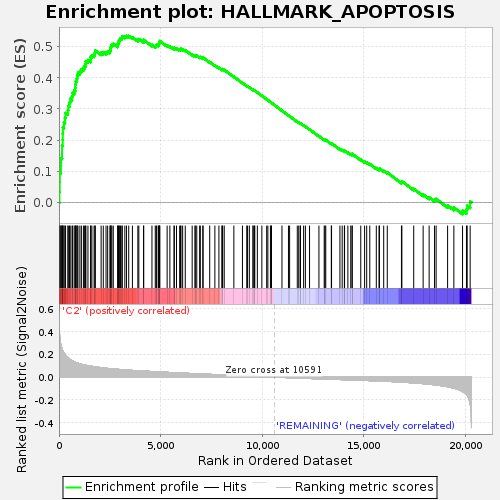 Enrichment plot: HALLMARK_APOPTOSIS
Enrichment score (ES)
0.5
0.4
0.3
0.2
0.1
0.0
Ranked list metric (Signal2Noise)
0.6
0.4
0.2
0.0
-0.2
-0.4
'C2' (positively correlated)
Zero cross at 10591
'REMAINING' (negatively correlated)
0
5,000
10,000
15,000
20,000
Rank in Ordered Dataset
Enrichment profile
Hits
Ranking metric scores